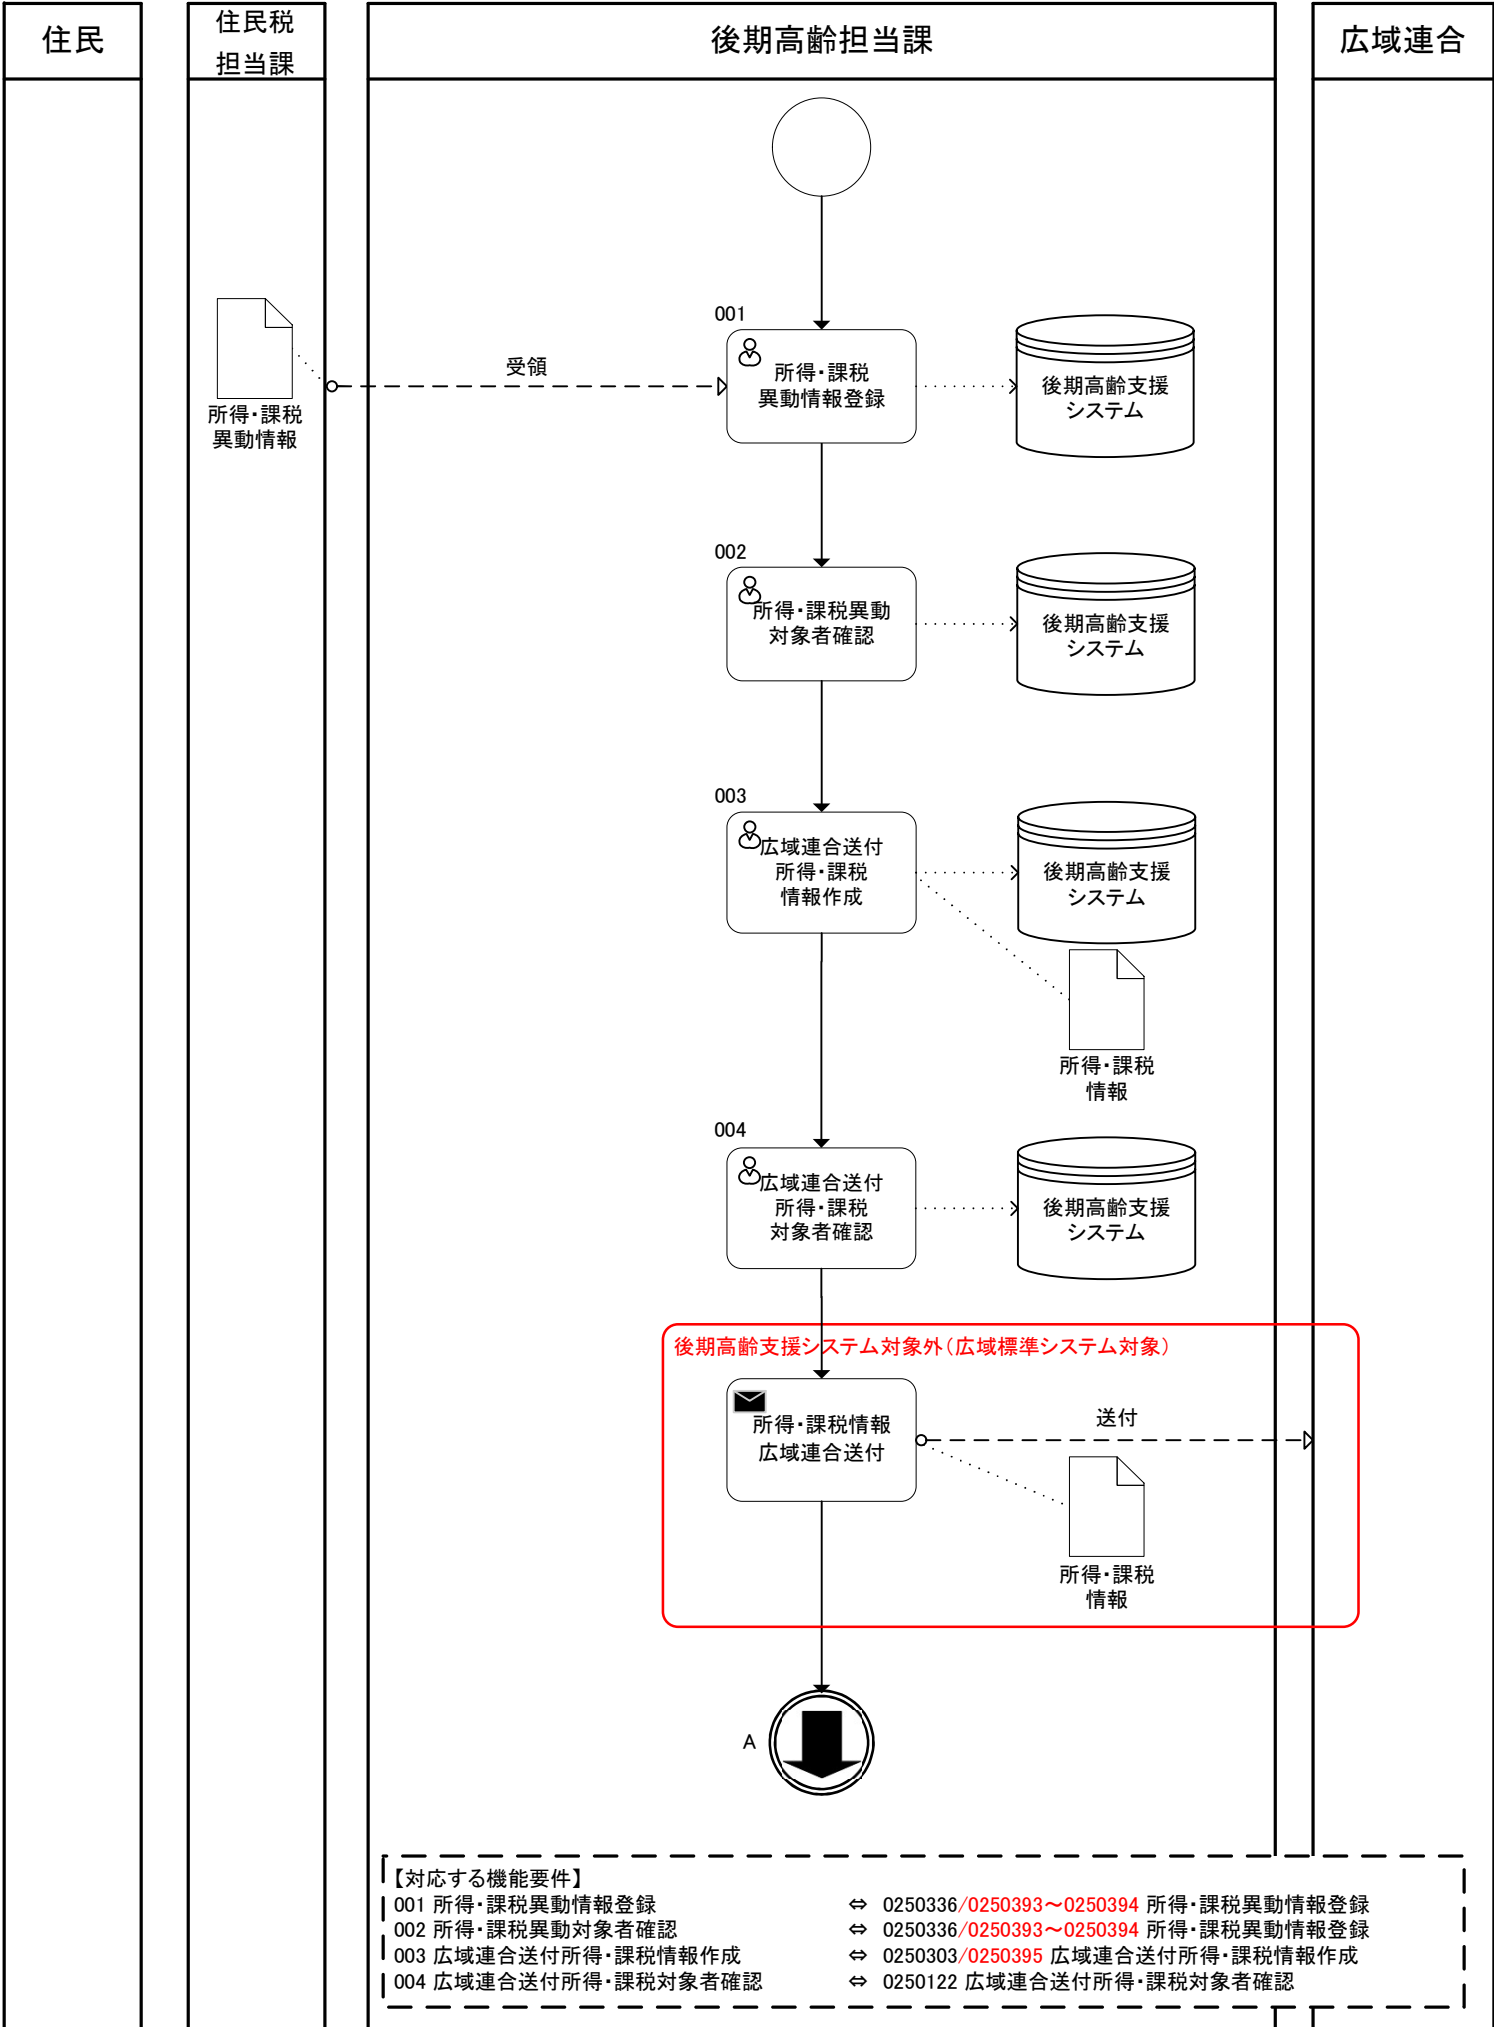 住民
住民税
担当課
後期高齢担当課
広域連合
所得・課税
異動情報
受領
001
所得・課税
異動情報登録
後期高齢支援
システム
002
所得・課税異動
対象者確認
後期高齢支援
システム
003
広域連合送付
所得・課税
情報作成
後期高齢支援
システム
所得・課税
情報
004
広域連合送付
所得・課税
対象者確認
後期高齢支援
システム
後期高齢支援システム対象外（広域標準システム対象）
所得・課税情報
広域連合送付
送付
所得・課税
情報
A
【対応する機能要件】
001 所得・課税異動情報登録 ⇔ 0250336/0250393～0250394 所得・課税異動情報登録
002 所得・課税異動対象者確認 ⇔ 0250336/0250393～0250394 所得・課税異動情報登録
003 広域連合送付所得・課税情報作成 ⇔ 0250303/0250395 広域連合送付所得・課税情報作成
004 広域連合送付所得・課税対象者確認 ⇔ 0250122 広域連合送付所得・課税対象者確認